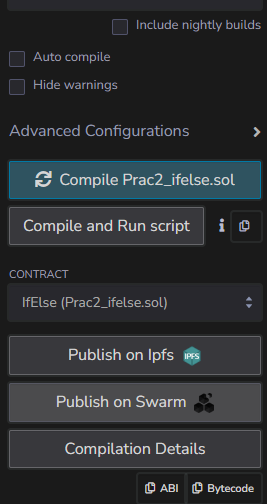 Include nightly builds
Auto compile
Hide warnings
Advanced Configurations
Compile Prac2_ifelse.sol
Compile and Run script
CONTRACT
IfElse (Prac2_ifelse.sol)
Publish on Ipfs IPFS
Publish on Swarm
Compilation Details
ABI Bytecode